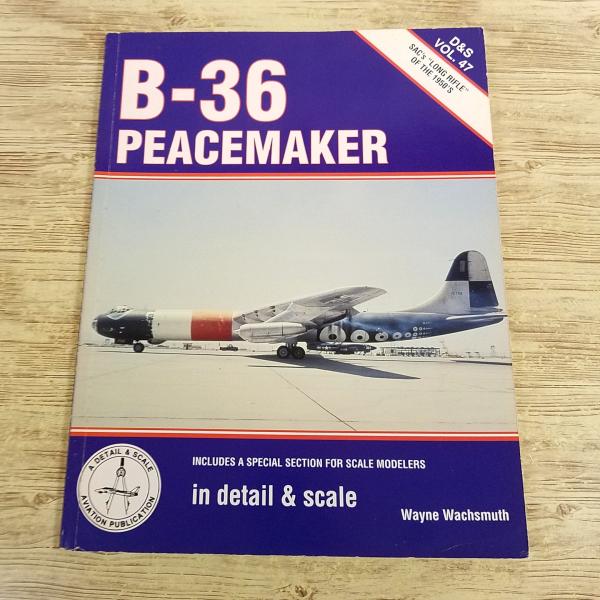 D&S
VOL. 47
SAC's "LONG RIFLE"
OF THE 1950'S
B-36
PEACEMAKER
INCLUDES A SPECIAL SECTION FOR SCALE MODELERS
in detail & scale
Wayne Wachsmuth
A DETAIL & SCALE
AVIATION PUBLICATION